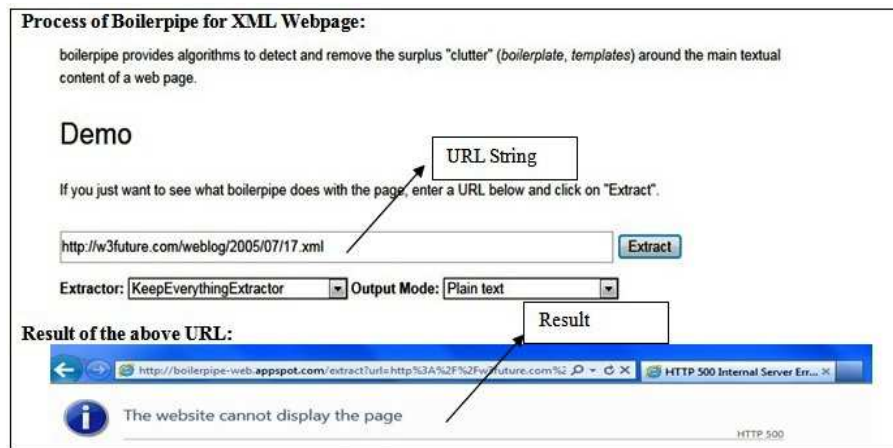 Process of Boilerpipe for XML Webpage:
boilerpipe provides algorithms to detect and remove the surplus "clutter" (boilerplate, templates) around the main textual
content of a web page.
Demo
URL String
If you just want to see what boilerpipe does with the page, enter a URL below and click on "Extract".
http://w3future.com/weblog/2005/07/17.xml
Extract
Extractor: KeepEverythingExtractor Output Mode: Plain text
Result
Result of the above URL:
http://boilerpipe-web.appspot.com/extract?url=http%3A%2F%2Fw3future.com%2 HTTP 500 Internal Server Err...
The website cannot display the page
HTTP 500